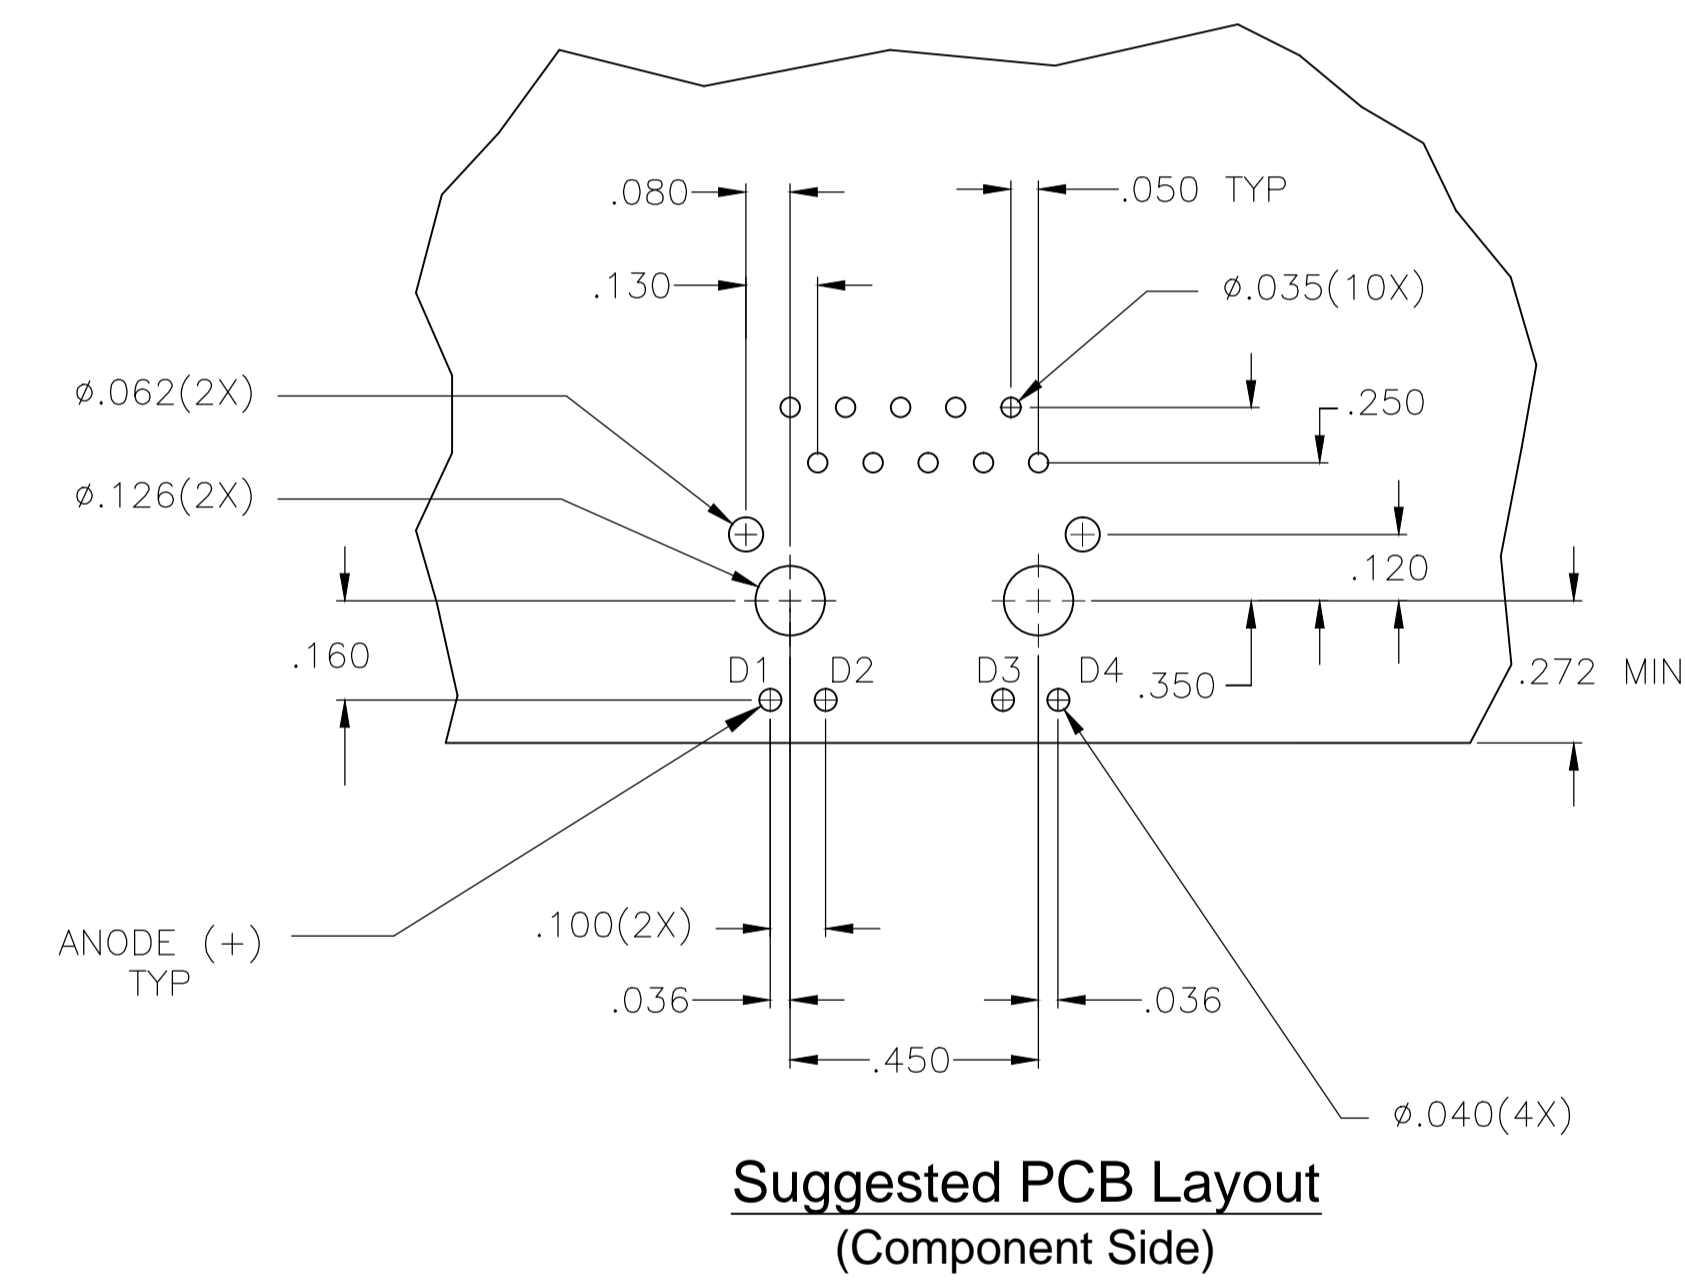 .080
.050 TYP
.130
ø.035(10X)
ø.062(2X)
.250
ø.126(2X)
.120
.160
D1
D2
D3
D4
.350
.272 MIN
ANODE (+)
TYP
.100(2X)
.036
.036
.450
ø.040(4X)
Suggested PCB Layout
(Component Side)